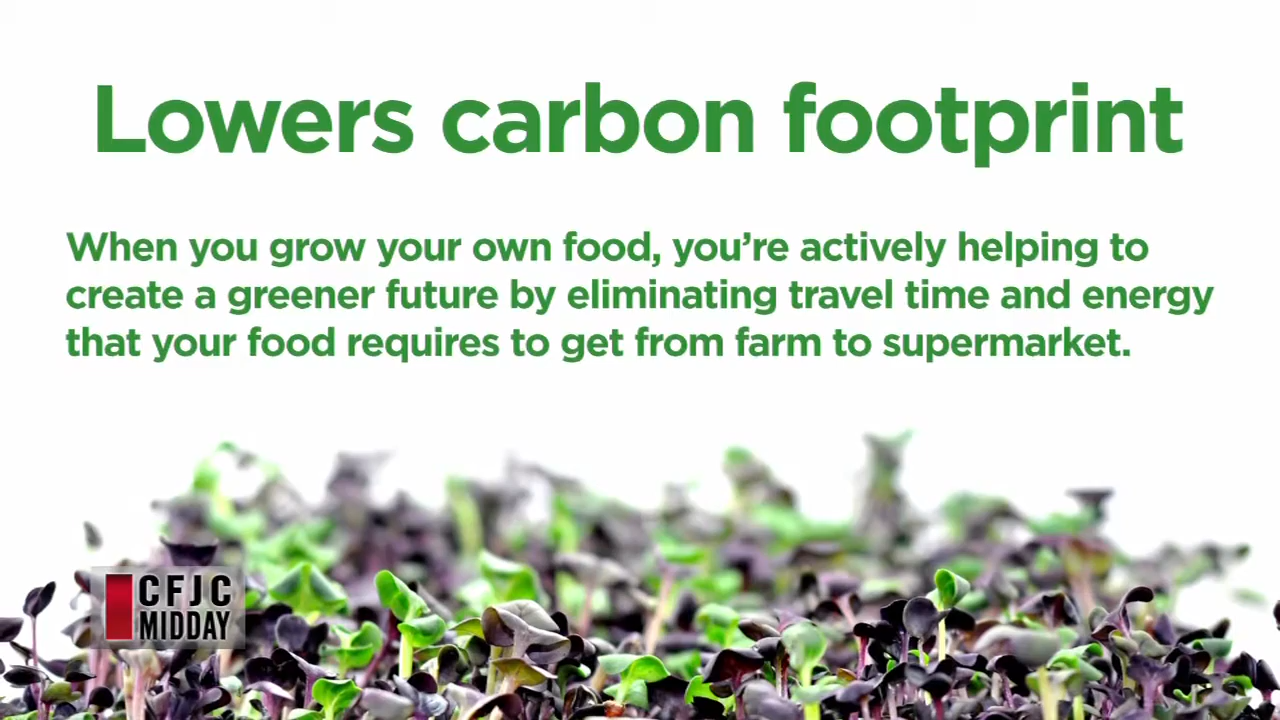 Lowers carbon footprint
When you grow your own food, you’re actively helping to
create a greener future by eliminating travel time and energy
that your food requires to get from farm to supermarket.
CFJC
MIDDAY